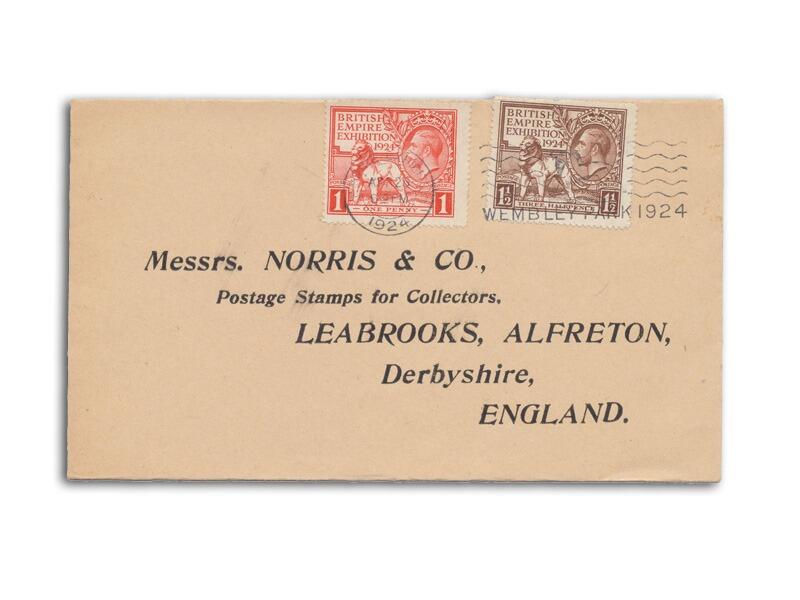 BRITISH
EMPIRE
EXHIBITION
1924
1 ONE PENNY 1
1924
BRITISH
EMPIRE
EXHIBITION
1924
1½ THREE HALFPENCE 1½
WEMBLEY PARK 1924
Messrs. NORRIS & CO.,
Postage Stamps for Collectors,
LEABROOKS, ALFRETON,
Derbyshire,
ENGLAND.